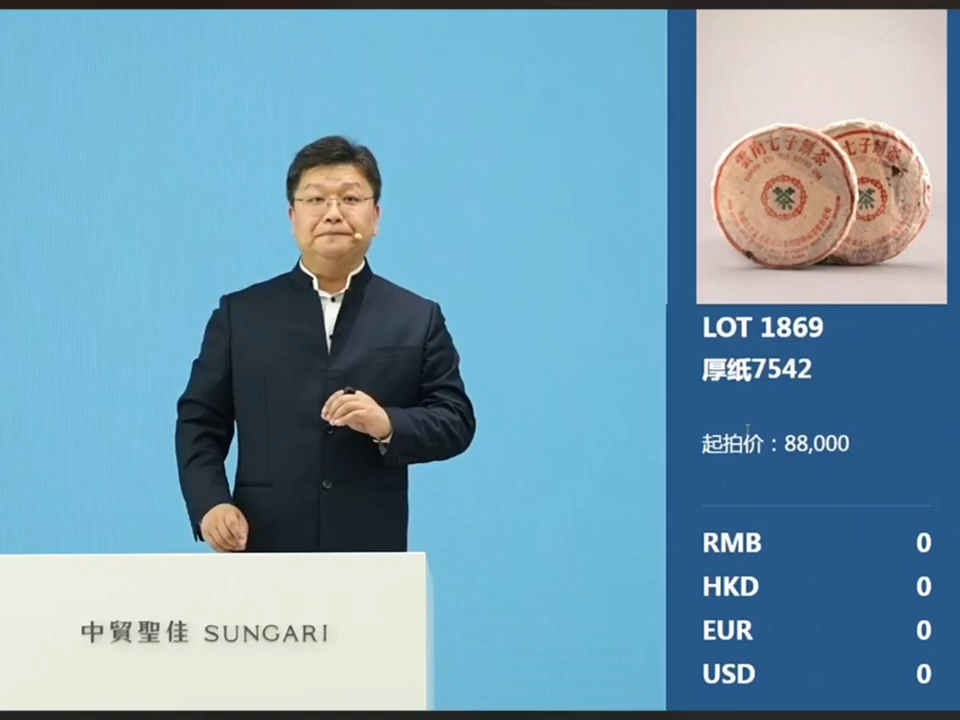 雲南七子餅茶
七子餅茶
LOT 1869
厚纸7542
起拍价：88,000
RMB 0
HKD 0
EUR 0
USD 0
中貿聖佳 SUNGARI